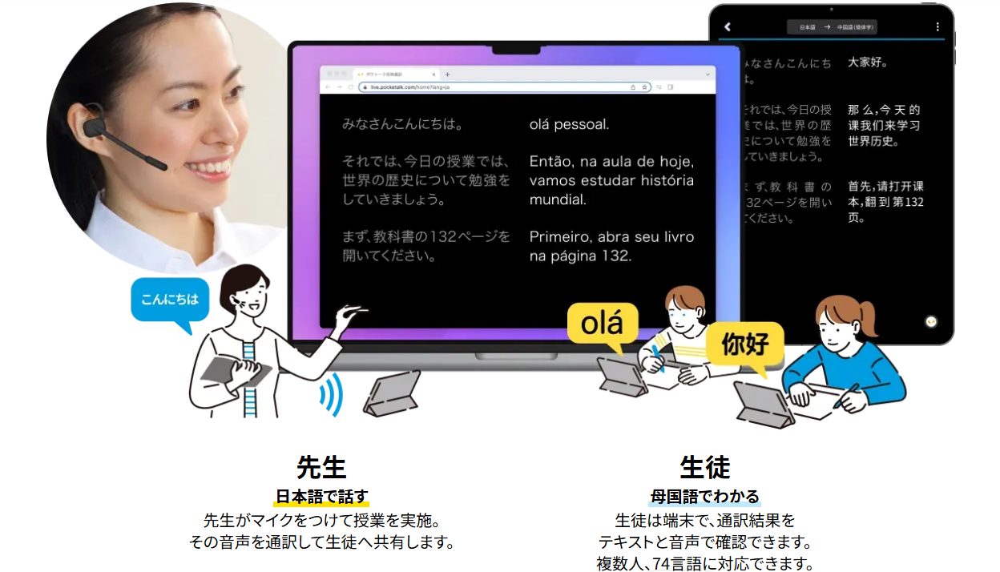 ポケトーク同時通訳
live.pocketalk.com/home?lang=ja
みなさんこんにちは。
olá pessoal.
それでは、今日の授業では、
世界の歴史について勉強を
していきましょう。
Então, na aula de hoje,
vamos estudar história
mundial.
まず、教科書の132ページを
開いてください。
Primeiro, abra seu livro
na página 132.
日本語 → 中国語(簡体字)
みなさんこんにち
は。
大家好。
それでは、今日の授
業では、世界の歴
史について勉強を
していきましょう。
那么,今天的
课我们来学习
世界历史。
まず、教科書の
132ページを開い
てください。
首先,请打开课
本,翻到第132
页。
こんにちは
olá
你好
先生
日本語で話す
先生がマイクをつけて授業を実施。
その音声を通訳して生徒へ共有します。
生徒
母国語でわかる
生徒は端末で、通訳結果を
テキストと音声で確認できます。
複数人、74言語に対応できます。